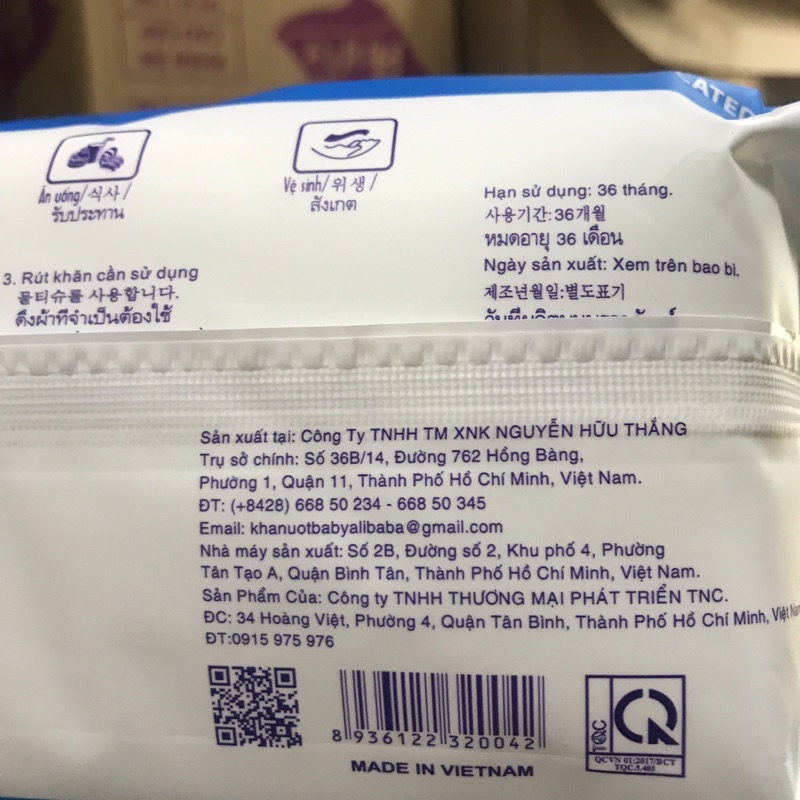 CATED
Ăn uống/식사/
รับประทาน
Vệ sinh/위생/
สังเกต
Hạn sử dụng: 36 tháng.
사용기간:36개월
หมดอายุ 36 เดือน
Ngày sản xuất: Xem trên bao bì.
제조년월일:별도표기
3. Rút khăn cần sử dụng
물티슈를 사용합니다.
ดึงผ้าที่จำเป็นต้องใช้
Sản xuất tại: Công Ty TNHH TM XNK NGUYỄN HỮU THẮNG
Trụ sở chính: Số 36B/14, Đường 762 Hồng Bàng,
Phường 1, Quận 11, Thành Phố Hồ Chí Minh, Việt Nam.
ĐT: (+8428) 668 50 234 - 668 50 345
Email: khanuotbabyalibaba@gmail.com
Nhà máy sản xuất: Số 2B, Đường số 2, Khu phố 4, Phường
Tân Tạo A, Quận Bình Tân, Thành Phố Hồ Chí Minh, Việt Nam.
Sản Phẩm Của: Công ty TNHH THƯƠNG MẠI PHÁT TRIỂN TNC.
ĐC: 34 Hoàng Việt, Phường 4, Quận Tân Bình, Thành Phố Hồ Chí Minh, Việt Nam
ĐT:0915 975 976
8 936122 320042
MADE IN VIETNAM
TQC
QCVN 01:2017/BCT
TQC.5.485